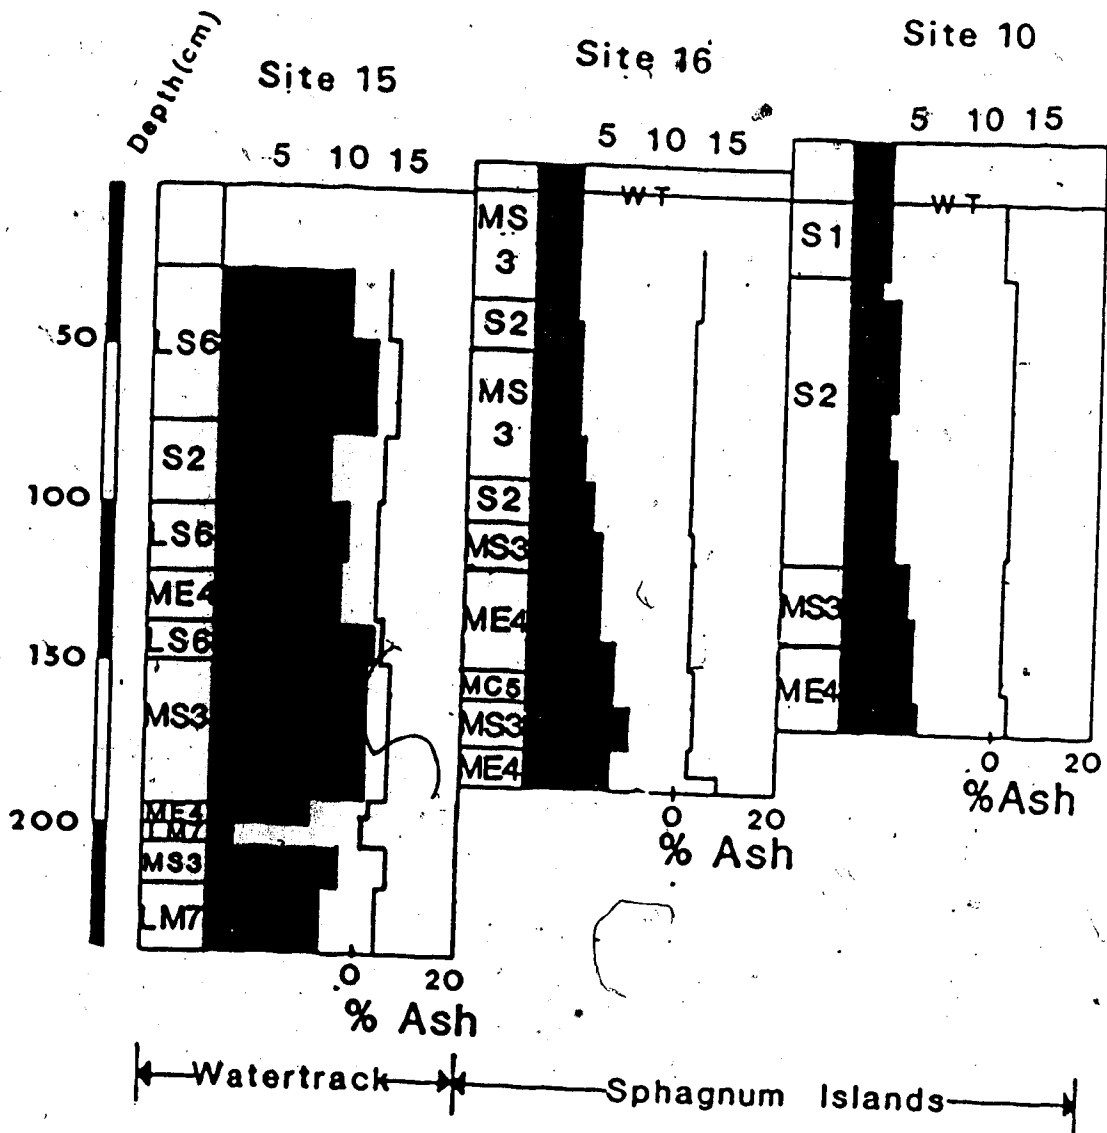 Depth(cm)
Site 15
5 10 15
50
100
150
200
LS6
S2
LS6
ME4
LS6
MS3
ME4
LM7
MS3
LM7
0 20
% Ash
Site 16
5 10 15
WT
MS
3
S2
MS
3
S2
MS3
ME4
MC5
MS3
ME4
0 20
% Ash
Site 10
5 10 15
WT
S1
S2
MS3
ME4
0 20
%Ash
Watertrack
Sphagnum Islands